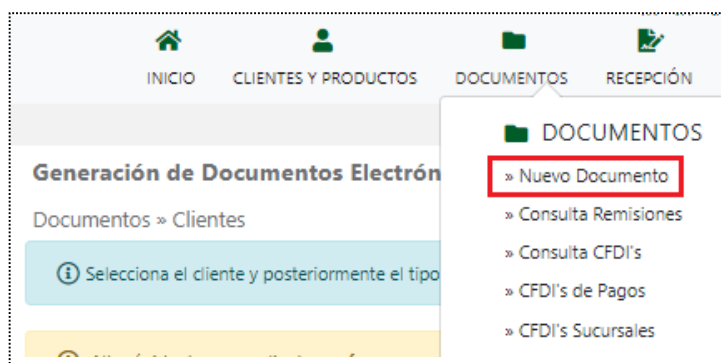 INICIO
CLIENTES Y PRODUCTOS
DOCUMENTOS
RECEPCIÓN
DOCUMENTOS
» Nuevo Documento
» Consulta Remisiones
» Consulta CFDI's
» CFDI's de Pagos
» CFDI's Sucursales
Generación de Documentos Electrón
Documentos » Clientes
Selecciona el cliente y posteriormente el tipo